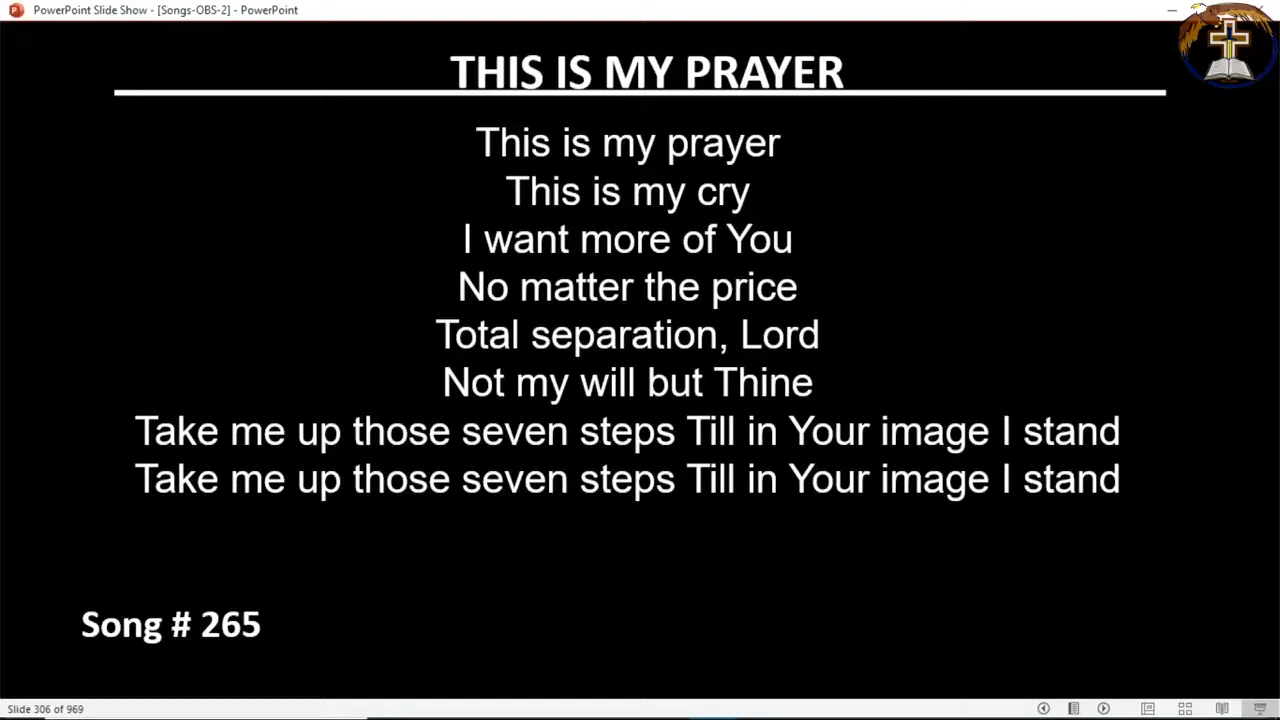 PowerPoint Slide Show - [Songs-OBS-2] - PowerPoint
THIS IS MY PRAYER
This is my prayer
This is my cry
I want more of You
No matter the price
Total separation, Lord
Not my will but Thine
Take me up those seven steps Till in Your image I stand
Take me up those seven steps Till in Your image I stand
Song # 265
Slide 306 of 969